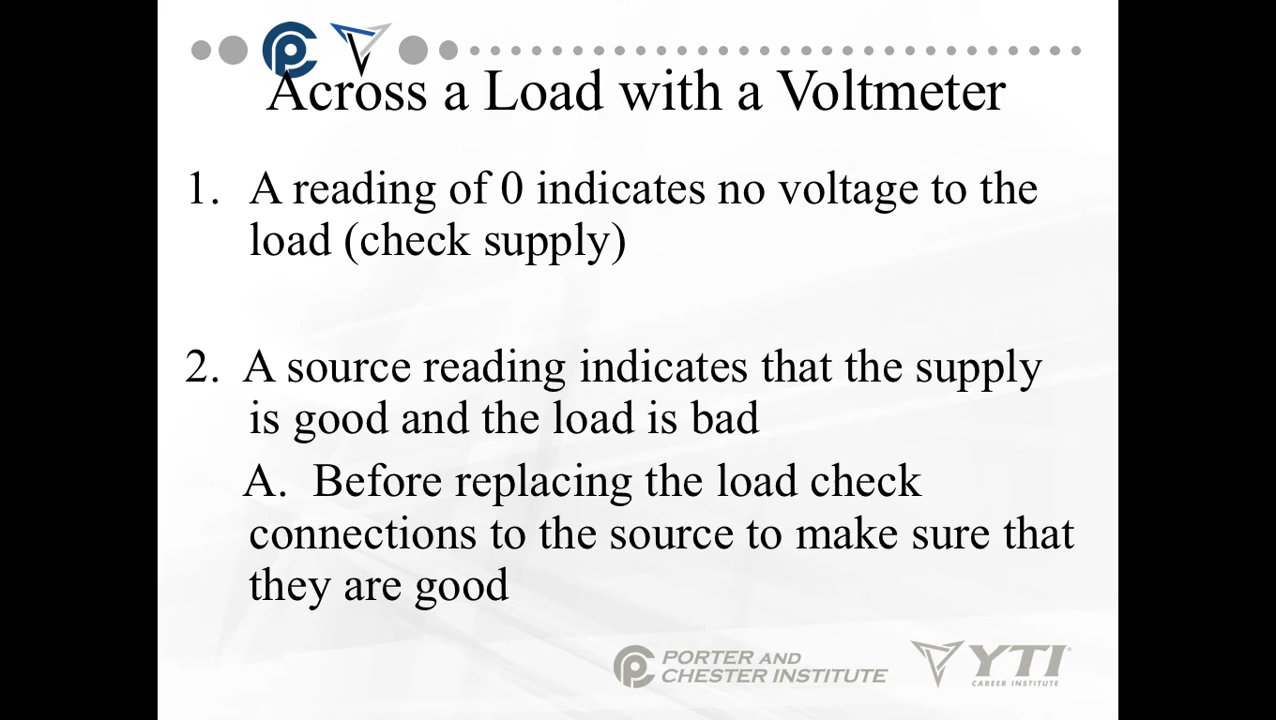 Across a Load with a Voltmeter
1. A reading of 0 indicates no voltage to the
load (check supply)
2. A source reading indicates that the supply
is good and the load is bad
A. Before replacing the load check
connections to the source to make sure that
they are good
PORTER AND
CHESTER INSTITUTE
YTI
CAREER INSTITUTE